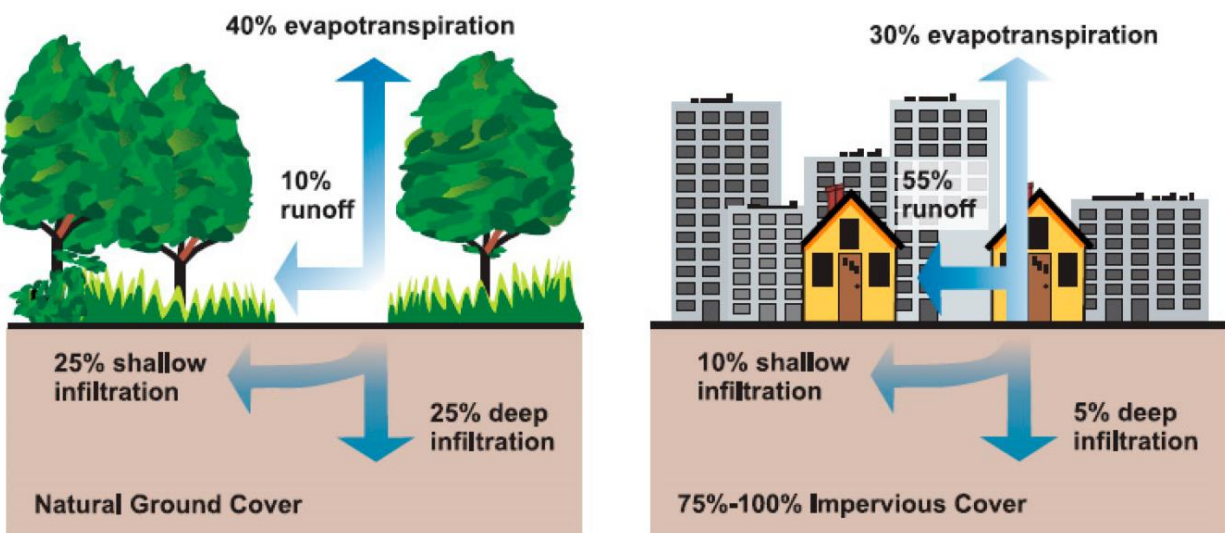 40% evapotranspiration
10%
runoff
25% shallow
infiltration
25% deep
infiltration
Natural Ground Cover
30% evapotranspiration
55%
runoff
10% shallow
infiltration
5% deep
infiltration
75%-100% Impervious Cover